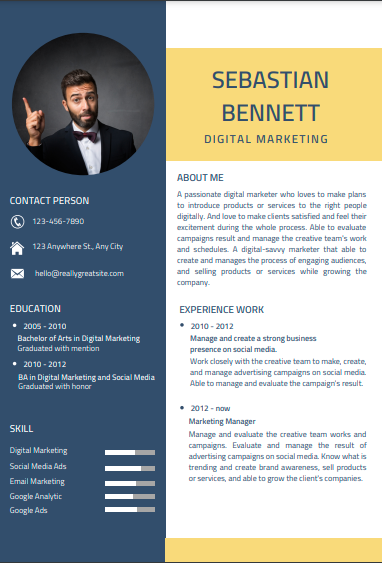 SEBASTIAN
BENNETT
DIGITAL MARKETING
CONTACT PERSON
123-456-7890
123 Anywhere St., Any City
hello@reallygreatsite.com
EDUCATION
2005 - 2010
Bachelor of Arts in Digital Marketing
Graduated with mention
2010 - 2012
BA in Digital Marketing and Social Media
Graduated with honor
SKILL
Digital Marketing
Social Media Ads
Email Marketing
Google Analytic
Google Ads
ABOUT ME
A passionate digital marketer who loves to make plans
to introduce products or services to the right people
digitally. And love to make clients satisfied and feel their
excitement during the whole process. Able to evaluate
campaigns result and manage the creative team's work
and schedules. A digital-savvy marketer that able to
create and manages the process of engaging audiences,
and selling products or services while growing the
company.
EXPERIENCE WORK
2010 - 2012
Manage and create a strong business
presence on social media.
Work closely with the creative team to make, create,
and manage advertising campaigns on social media.
Able to manage and evaluate the campaign's result.
2012 - now
Marketing Manager
Manage and evaluate the creative team works and
campaigns. Evaluate and manage the result of
advertising campaigns on social media. Know what is
trending and create brand awareness, sell products
or services, and able to grow the client's companies.